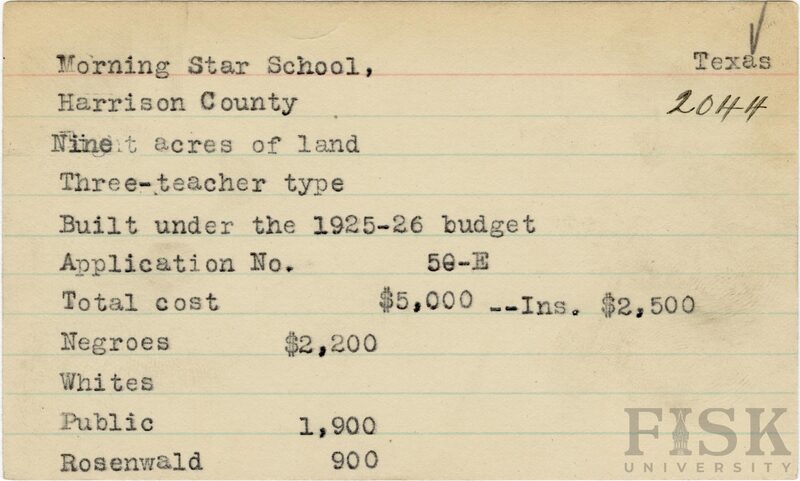 Morning Star School, Texas
Harrison County 2044
Nine acres of land
Three-teacher type
Built under the 1925-26 budget
Application No. 50-E
Total cost $5,000 --Ins. $2,500
Negroes $2,200
Whites
Public 1,900
Rosenwald 900
FISK
UNIVERSITY